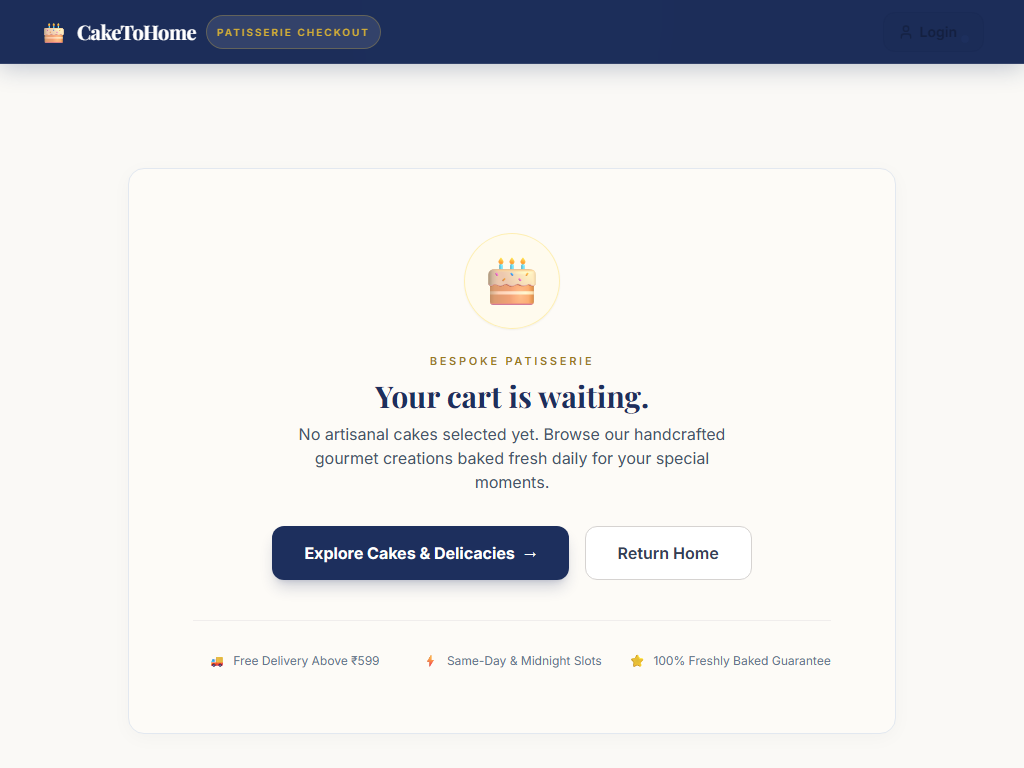 CakeToHome PATISSERIE CHECKOUT Login
BESPOKE PATISSERIE
Your cart is waiting.
No artisanal cakes selected yet. Browse our handcrafted
gourmet creations baked fresh daily for your special
moments.
Explore Cakes & Delicacies → Return Home
Free Delivery Above ₹599 Same-Day & Midnight Slots 100% Freshly Baked Guarantee